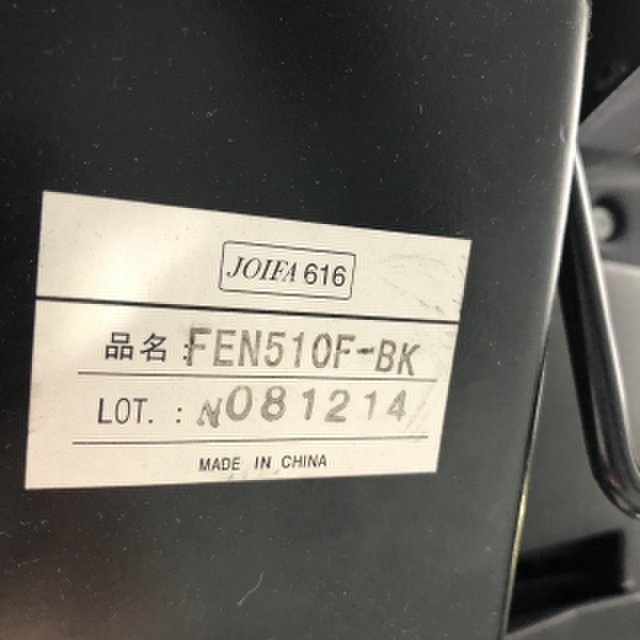 JOIFA 616
品名:FEN510F-BK
LOT. : N081214
MADE IN CHINA